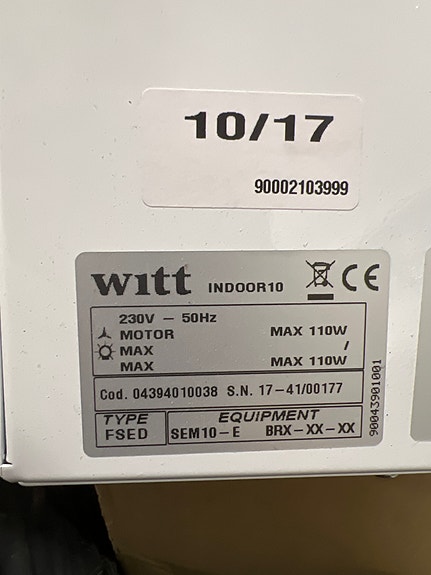 10/17
90002103999
Witt INDOOR10 CE
230V – 50Hz
MOTOR MAX 110W
MAX /
MAX MAX 110W
Cod. 04394010038 S.N. 17-41/00177
TYPE EQUIPMENT
FSED SEM10-E BRX-XX-XX
90043901001